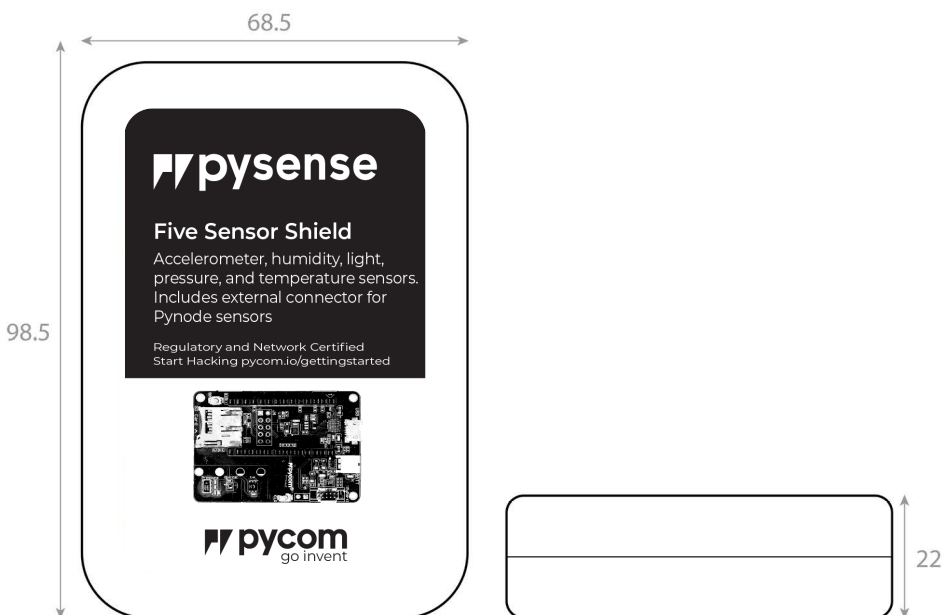 68.5
98.5
pysense
Five Sensor Shield
Accelerometer, humidity, light,
pressure, and temperature sensors.
Includes external connector for
Pynode sensors
Regulatory and Network Certified
Start Hacking pycom.io/gettingstarted
pycom
go invent
22